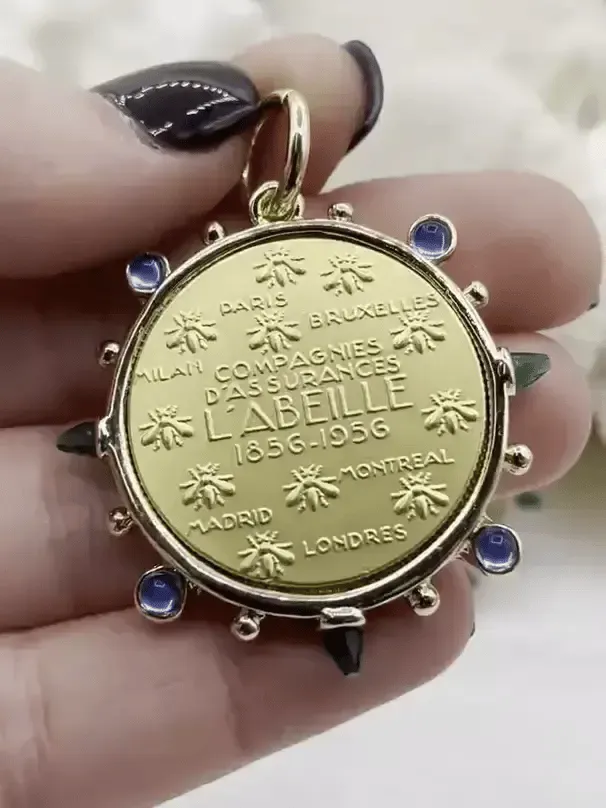 PARIS
BRUXELLES
MILAN
COMPAGNIES
D'ASSURANCES
L'ABEILLE
1856-1956
MONTREAL
MADRID
LONDRES